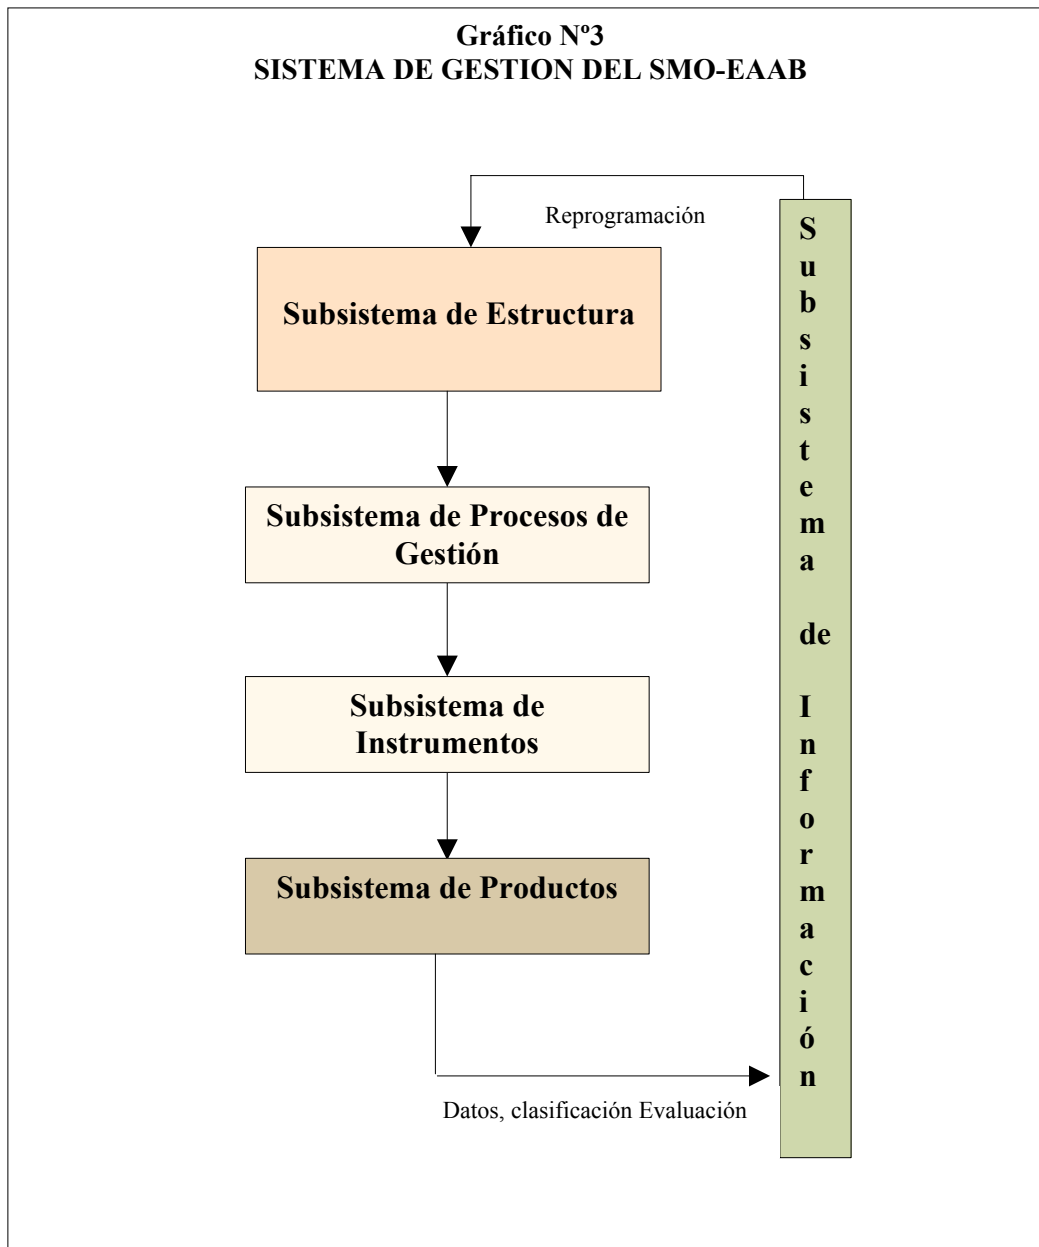 Gráfico Nº3
SISTEMA DE GESTION DEL SMO-EAAB
Reprogramación
Subsistema de Estructura
Subsistema de Procesos de
Gestión
Subsistema de
Instrumentos
Subsistema de Productos
Datos, clasificación Evaluación
S
u
b
s
i
s
t
e
m
a
de
I
n
f
o
r
m
a
c
i
ó
n